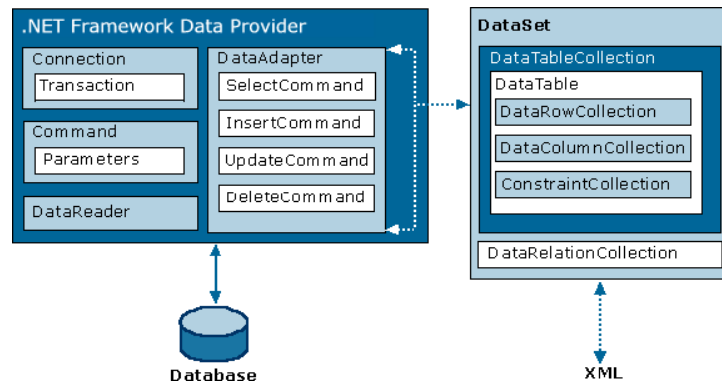 .NET Framework Data Provider
Connection
Transaction
Command
Parameters
DataReader
DataAdapter
SelectCommand
InsertCommand
UpdateCommand
DeleteCommand
Database
DataSet
DataTableCollection
DataTable
DataRowCollection
DataColumnCollection
ConstraintCollection
DataRelationCollection
XML